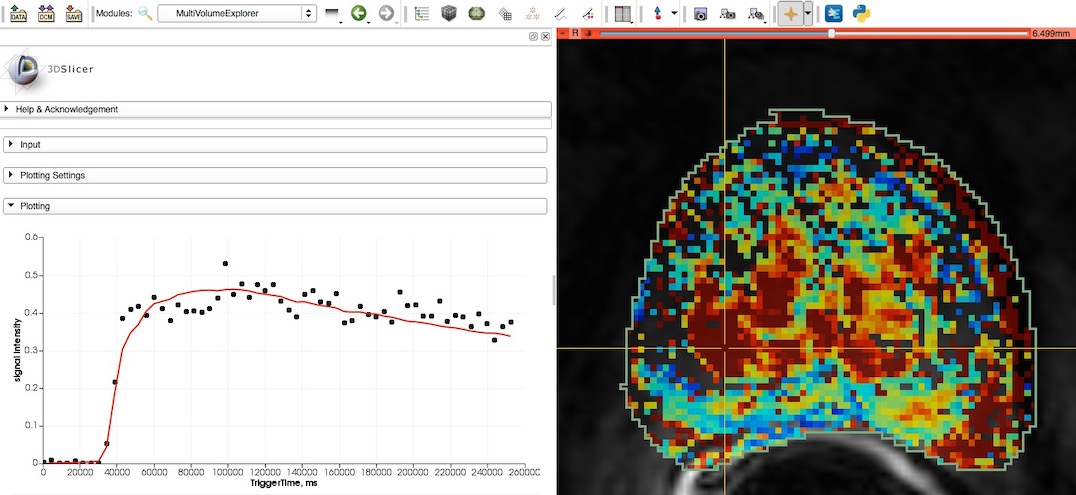 DATA
DCM
SAVE
Modules:
MultiVolumeExplorer
R
6.499mm
3DSlicer
Help & Acknowledgement
Input
Plotting Settings
Plotting
signal intensity
0.6
0.5
0.4
0.3
0.2
0.1
0
0 20000 40000 60000 80000 100000 120000 140000 160000 180000 200000 220000 240000 260000
TriggerTime, ms